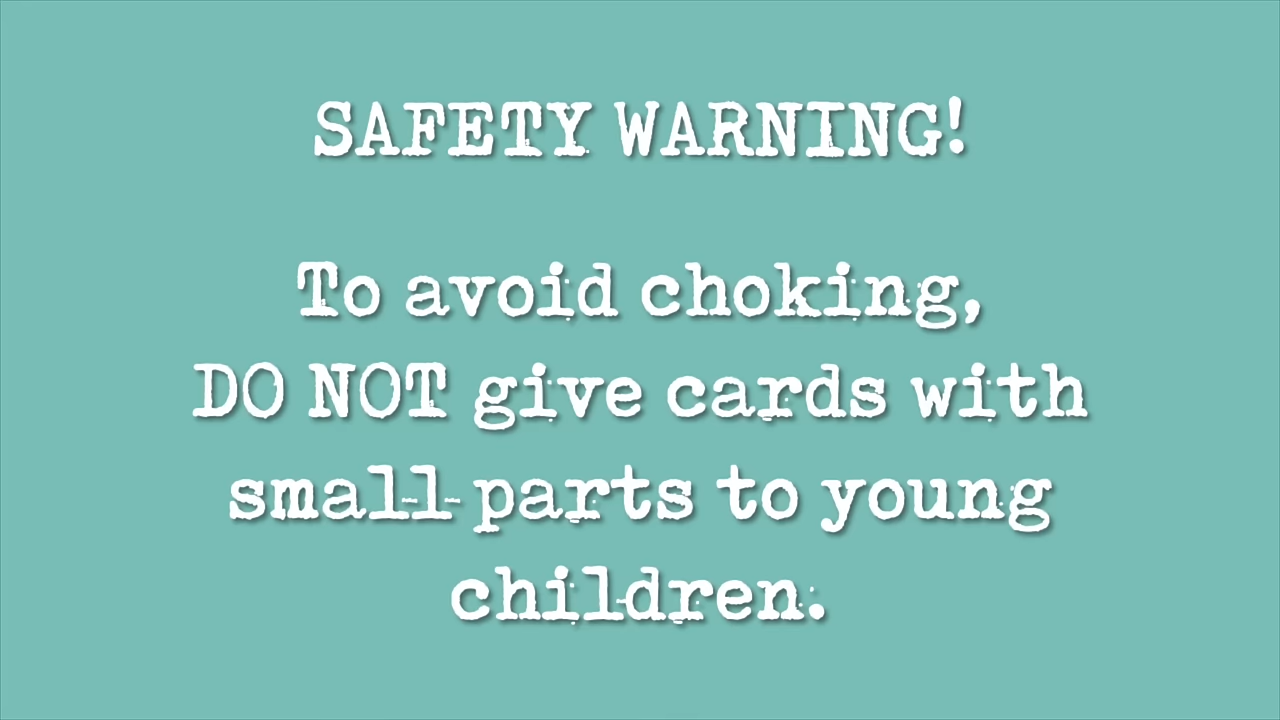 SAFETY WARNING!
To avoid choking,
DO NOT give cards with
small parts to young
children.